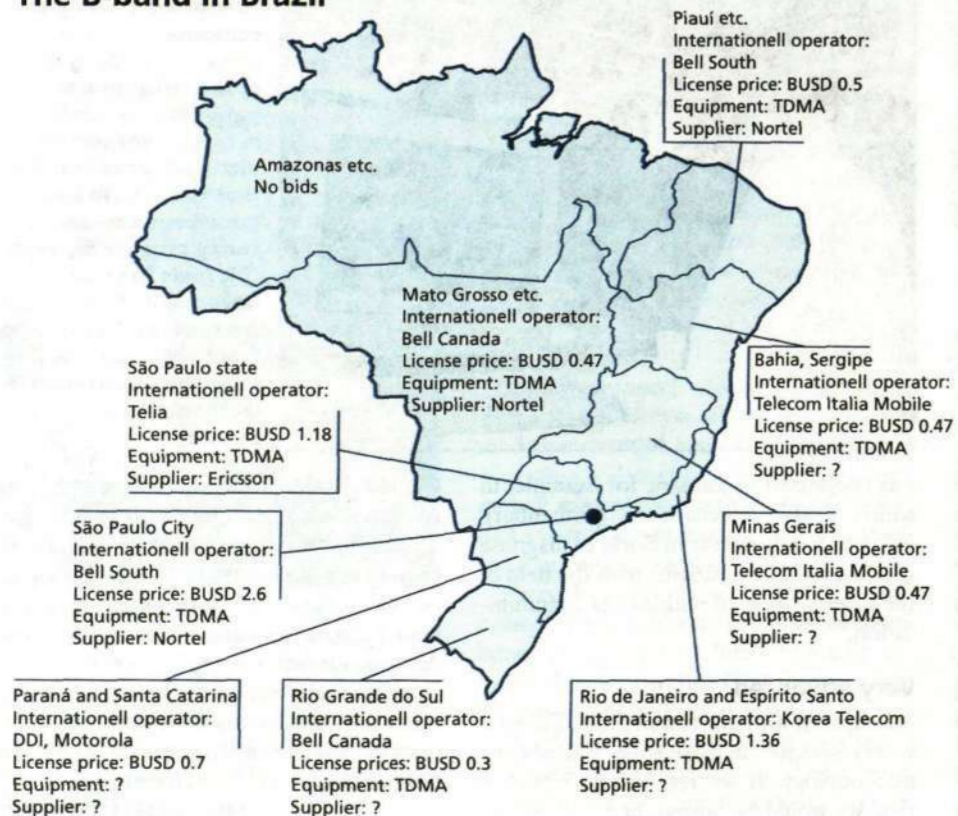 The B-band in Brazil
Piauí etc.
Internationell operator:
Bell South
License price: BUSD 0.5
Equipment: TDMA
Supplier: Nortel
Amazonas etc.
No bids
Mato Grosso etc.
Internationell operator:
Bell Canada
License price: BUSD 0.47
Equipment: TDMA
Supplier: Nortel
Bahia, Sergipe
Internationell operator:
Telecom Italia Mobile
License price: BUSD 0.47
Equipment: TDMA
Supplier: ?
São Paulo state
Internationell operator:
Telia
License price: BUSD 1.18
Equipment: TDMA
Supplier: Ericsson
São Paulo City
Internationell operator:
Bell South
License price: BUSD 2.6
Equipment: TDMA
Supplier: Nortel
Minas Gerais
Internationell operator:
Telecom Italia Mobile
License price: BUSD 0.47
Equipment: TDMA
Supplier: ?
Paraná and Santa Catarina
Internationell operator:
DDI, Motorola
License price: BUSD 0.7
Equipment: ?
Supplier: ?
Rio Grande do Sul
Internationell operator:
Bell Canada
License prices: BUSD 0.3
Equipment: TDMA
Supplier: ?
Rio de Janeiro and Espírito Santo
Internationell operator: Korea Telecom
License price: BUSD 1.36
Equipment: TDMA
Supplier: ?